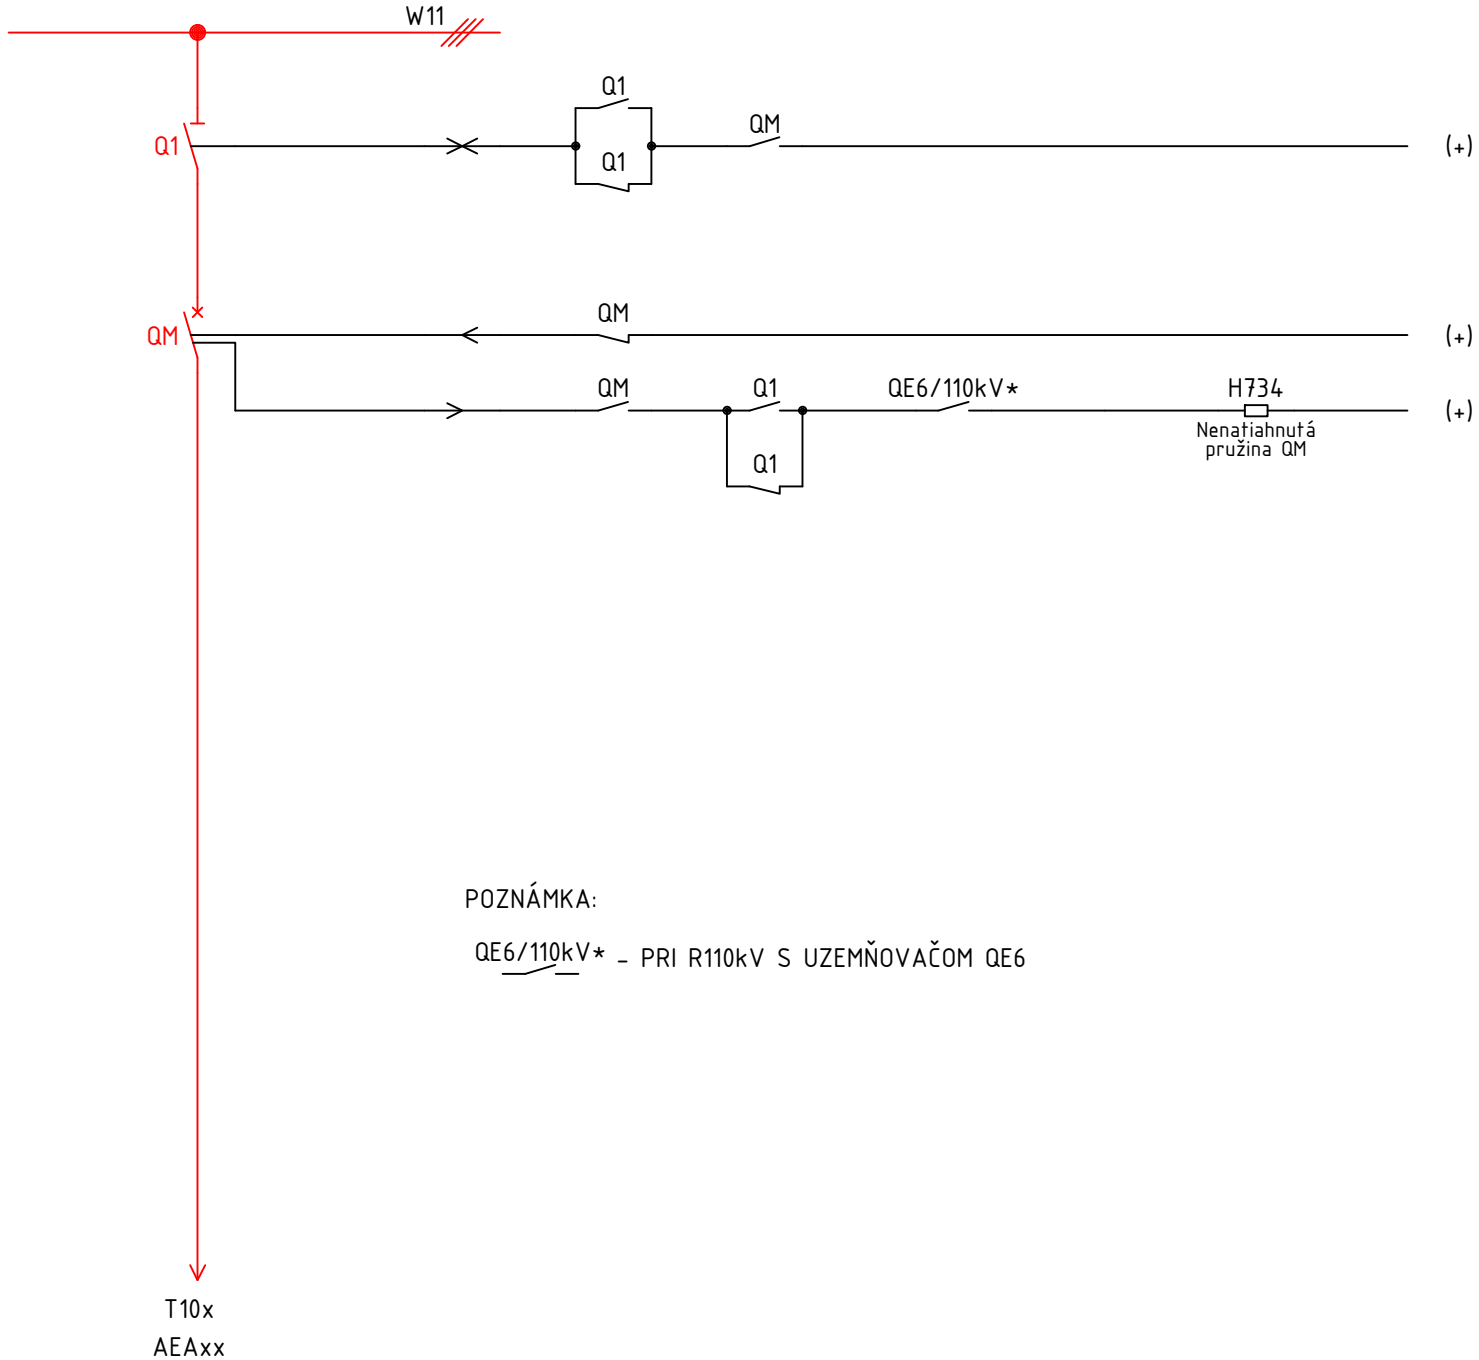 W11
Q1
Q1
QM
(+)
Q1
QM
QM
(+)
QM
Q1
QE6/110kV*
H734
(+)
Nenatiahnutá
pružina QM
Q1
POZNÁMKA:
QE6/110kV* - PRI R110kV S UZEMŇOVAČOM QE6
T10x
AEAxx